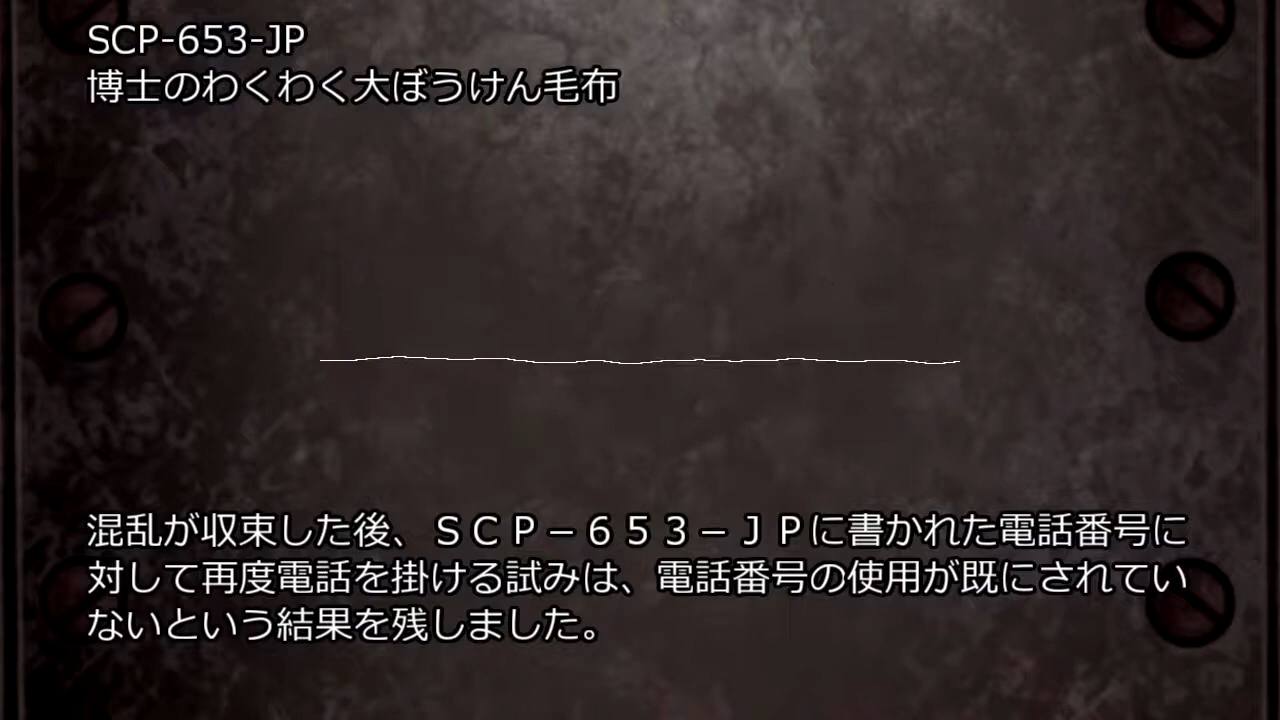 SCP-653-JP
博士のわくわく大ぼうけん毛布
混乱が収束した後、ＳＣＰ－６５３－ＪＰに書かれた電話番号に
対して再度電話を掛ける試みは、電話番号の使用が既にされてい
ないという結果を残しました。